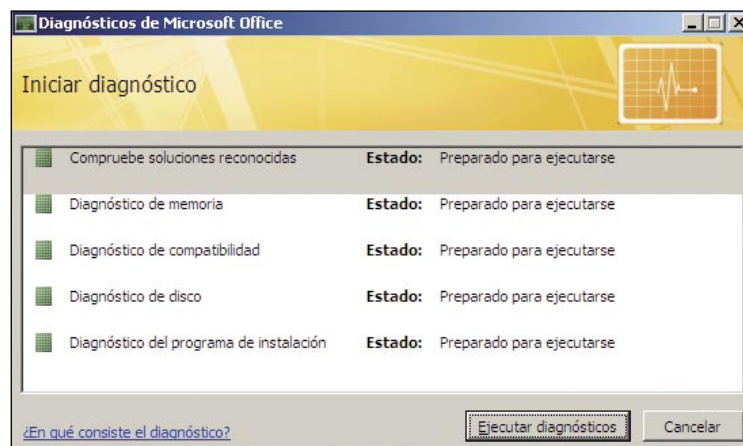 Diagnósticos de Microsoft Office
Iniciar diagnóstico
Compruebe soluciones reconocidas Estado: Preparado para ejecutarse
Diagnóstico de memoria Estado: Preparado para ejecutarse
Diagnóstico de compatibilidad Estado: Preparado para ejecutarse
Diagnóstico de disco Estado: Preparado para ejecutarse
Diagnóstico del programa de instalación Estado: Preparado para ejecutarse
¿En qué consiste el diagnóstico? Ejecutar diagnósticos Cancelar